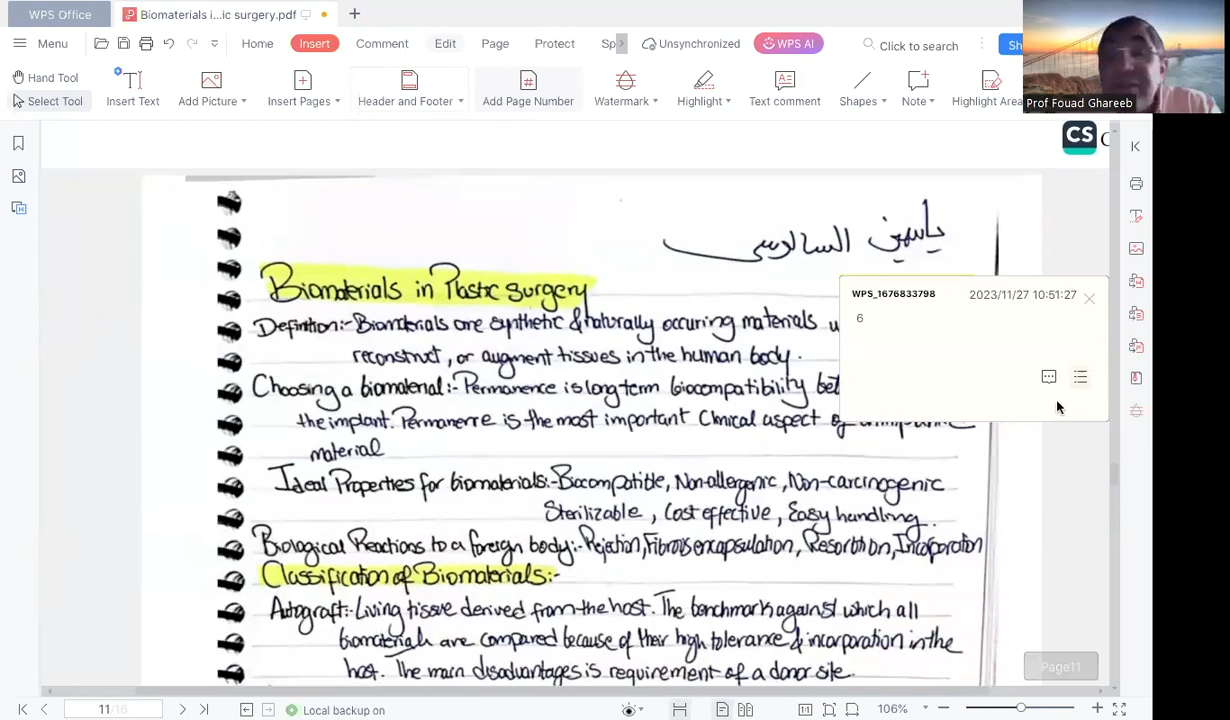 WPS Office
Biomaterials i...ic surgery.pdf
Menu
Home
Insert
Comment
Edit
Page
Protect
Sp
Unsynchronized
WPS AI
Click to search
Hand Tool
Select Tool
Insert Text
Add Picture
Insert Pages
Header and Footer
Add Page Number
Watermark
Highlight
Text comment
Shapes
Note
Highlight Area
Prof Fouad Ghareeb
CS
ياسمين السادسى
Biomaterials in Plastic surgery
WPS_1676833798 2023/11/27 10:51:27
6
Definition:- Biomaterials are synthetic & naturally occuring materials u
reconstruct, or augment tissues in the human body.
Choosing a biomaterial:- Permanence is long term biocompatibility bet
the implant. Permanence is the most important Clinical aspect of
material
Ideal Properties for biomaterials:- Biocompatible, Non-allergenic, Non-carcinogenic
Sterilizable, Cost effective, Easy handling.
Biological Reactions to a foreign body:- Rejection, Fibrous encapsulation, Resorbtion, Incorporation
Classification of Biomaterials:-
Autograft:- Living tissue derived from the host. The benchmark against which all
biomaterials are compared because of their high tolerance & incorporation in the
host. The main disadvantages is requirement of a donor site.
Page11
11/16
Local backup on
106%